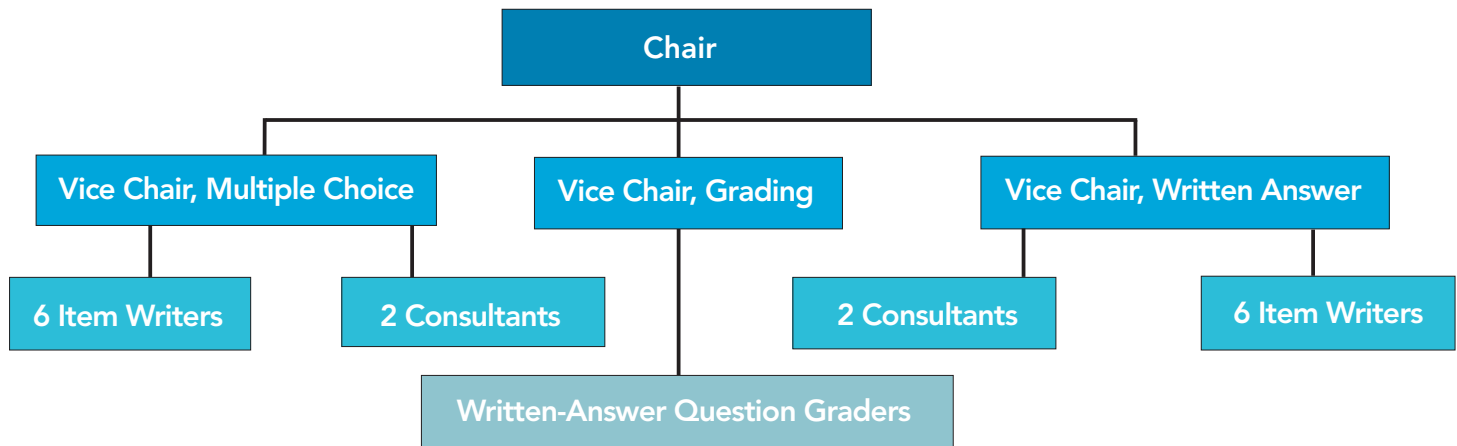 Chair
Vice Chair, Multiple Choice
Vice Chair, Grading
Vice Chair, Written Answer
6 Item Writers
2 Consultants
2 Consultants
6 Item Writers
Written-Answer Question Graders